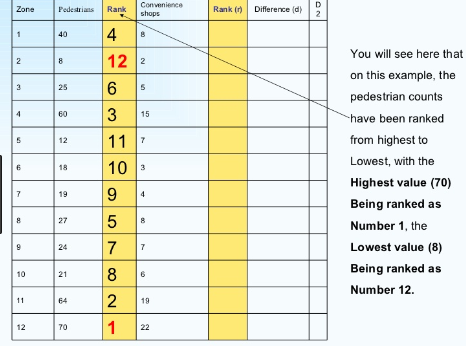 Zone Pedestrians Rank Convenience shops Rank (r) Difference (d) D 2
1 40 4 8
2 8 12 2
3 25 6 5
4 60 3 15
5 12 11 7
6 18 10 3
7 19 9 4
8 27 5 8
9 24 7 7
10 21 8 6
11 64 2 19
12 70 1 22
You will see here that
on this example, the
pedestrian counts
have been ranked
from highest to
Lowest, with the
Highest value (70)
Being ranked as
Number 1, the
Lowest value (8)
Being ranked as
Number 12.